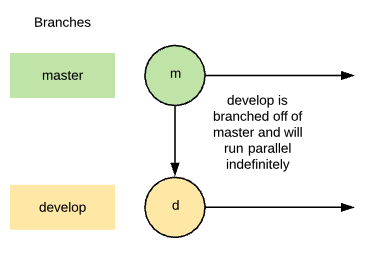 Branches
master
m
develop is
branched off of
master and will
run parallel
indefinitely
develop
d